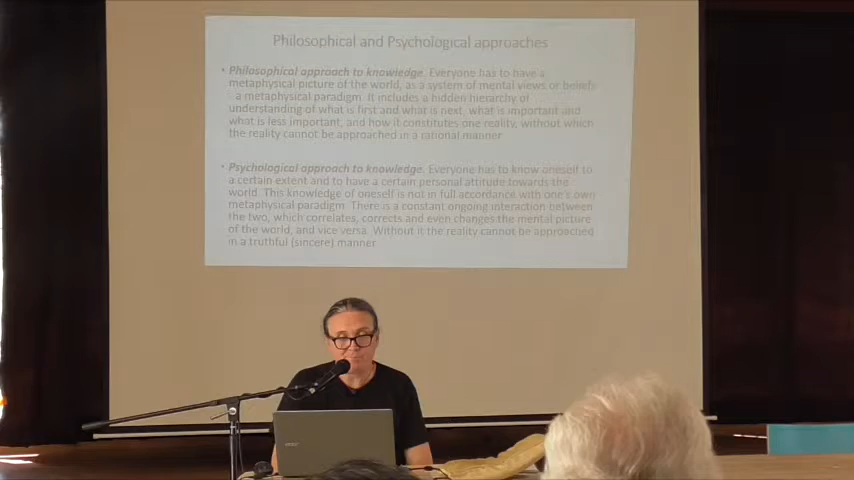 Philosophical and Psychological approaches
• Philosophical approach to knowledge. Everyone has to have a
metaphysical picture of the world, as a system of mental views or beliefs
- a metaphysical paradigm. It includes a hidden hierarchy of
understanding of what is first and what is next, what is important and
what is less important, and how it constitutes one reality, without which
the reality cannot be approached in a rational manner
• Psychological approach to knowledge. Everyone has to know oneself to
a certain extent and to have a certain personal attitude towards the
world. This knowledge of oneself is not in full accordance with one's own
metaphysical paradigm. There is a constant ongoing interaction between
the two, which correlates, corrects and even changes the mental picture
of the world, and vice versa. Without it the reality cannot be approached
in a truthful (sincere) manner
acer